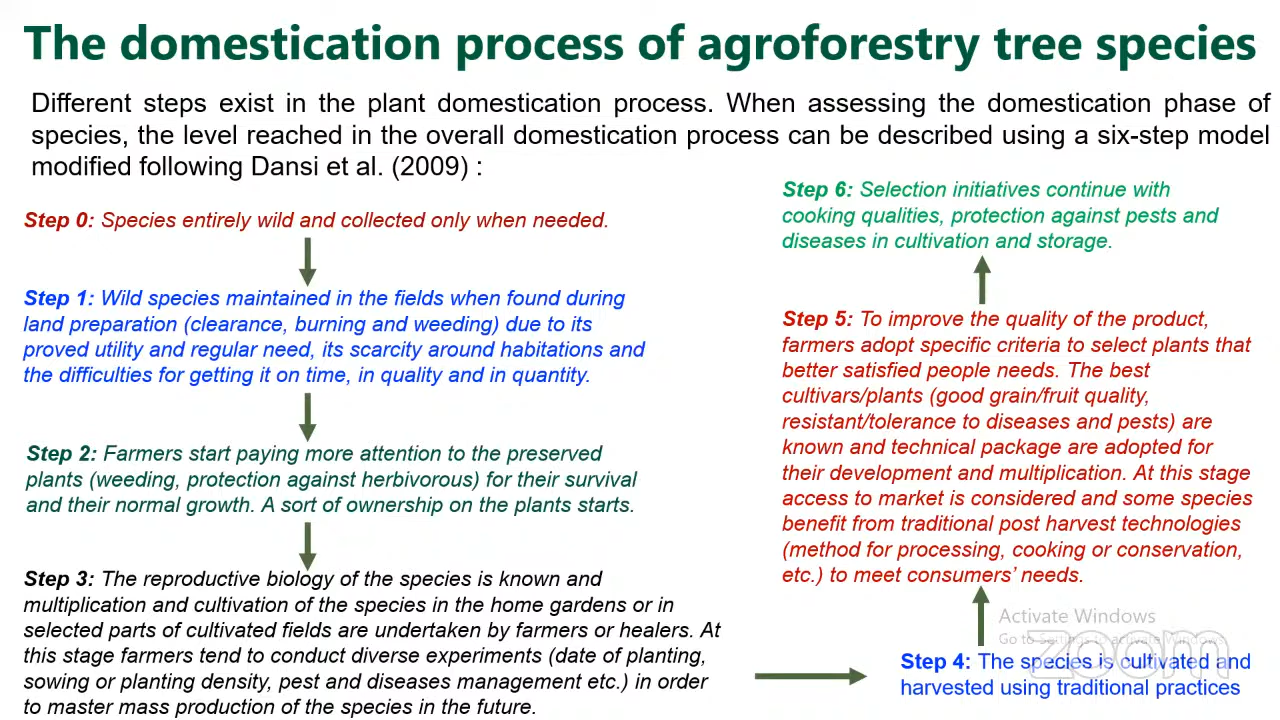 The domestication process of agroforestry tree species
Different steps exist in the plant domestication process. When assessing the domestication phase of
species, the level reached in the overall domestication process can be described using a six-step model
modified following Dansi et al. (2009) :
Step 0: Species entirely wild and collected only when needed.
Step 1: Wild species maintained in the fields when found during
land preparation (clearance, burning and weeding) due to its
proved utility and regular need, its scarcity around habitations and
the difficulties for getting it on time, in quality and in quantity.
Step 2: Farmers start paying more attention to the preserved
plants (weeding, protection against herbivorous) for their survival
and their normal growth. A sort of ownership on the plants starts.
Step 3: The reproductive biology of the species is known and
multiplication and cultivation of the species in the home gardens or in
selected parts of cultivated fields are undertaken by farmers or healers. At
this stage farmers tend to conduct diverse experiments (date of planting,
sowing or planting density, pest and diseases management etc.) in order
to master mass production of the species in the future.
Step 4: The species is cultivated and
harvested using traditional practices
Step 5: To improve the quality of the product,
farmers adopt specific criteria to select plants that
better satisfied people needs. The best
cultivars/plants (good grain/fruit quality,
resistant/tolerance to diseases and pests) are
known and technical package are adopted for
their development and multiplication. At this stage
access to market is considered and some species
benefit from traditional post harvest technologies
(method for processing, cooking or conservation,
etc.) to meet consumers' needs.
Step 6: Selection initiatives continue with
cooking qualities, protection against pests and
diseases in cultivation and storage.
Activate Windows
Go to Settings to activate Windows.
zoom